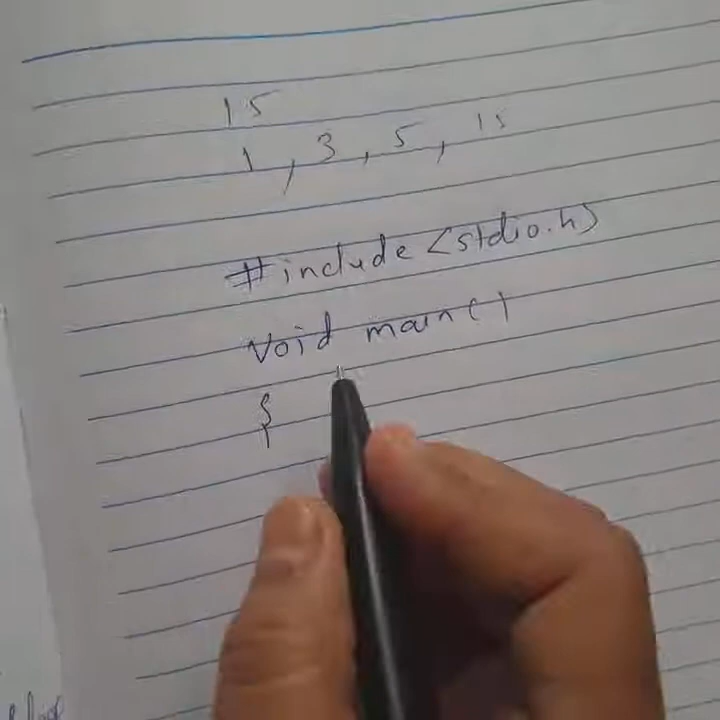 15
1, 3, 5, 15
#include <stdio.h>
void main()
{